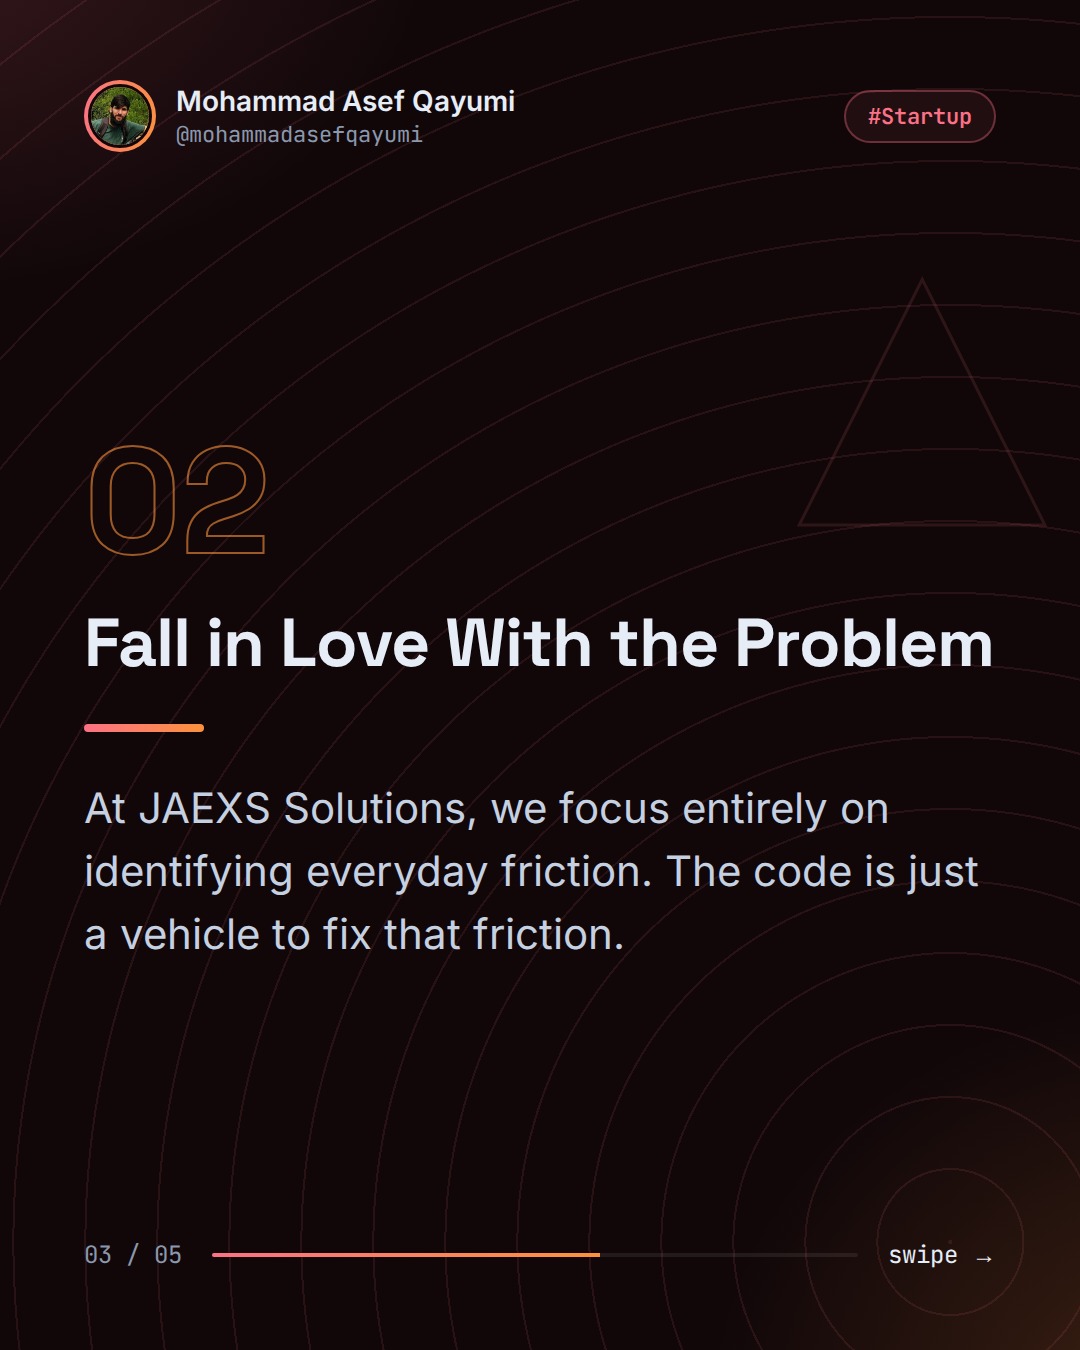 Mohammad Asef Qayumi
@mohammadasefqayumi
#Startup
02
Fall in Love With the Problem
At JAEXS Solutions, we focus entirely on
identifying everyday friction. The code is just
a vehicle to fix that friction.
03 / 05
swipe →